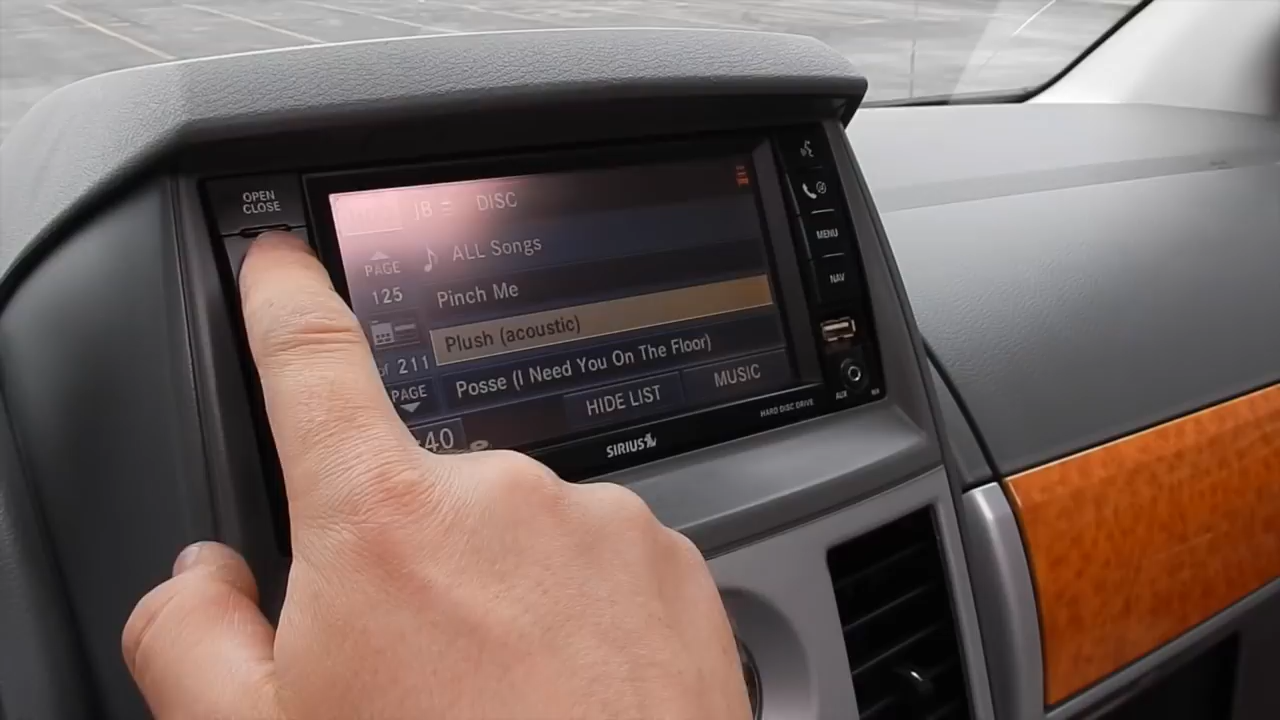 OPEN
CLOSE
DISC
PAGE
ALL Songs
125
Pinch Me
Plush (acoustic)
of 211
Posse (I Need You On The Floor)
PAGE
HIDE LIST
MUSIC
:40
SIRIUS
HARD DISC DRIVE
MENU
NAV
AUX